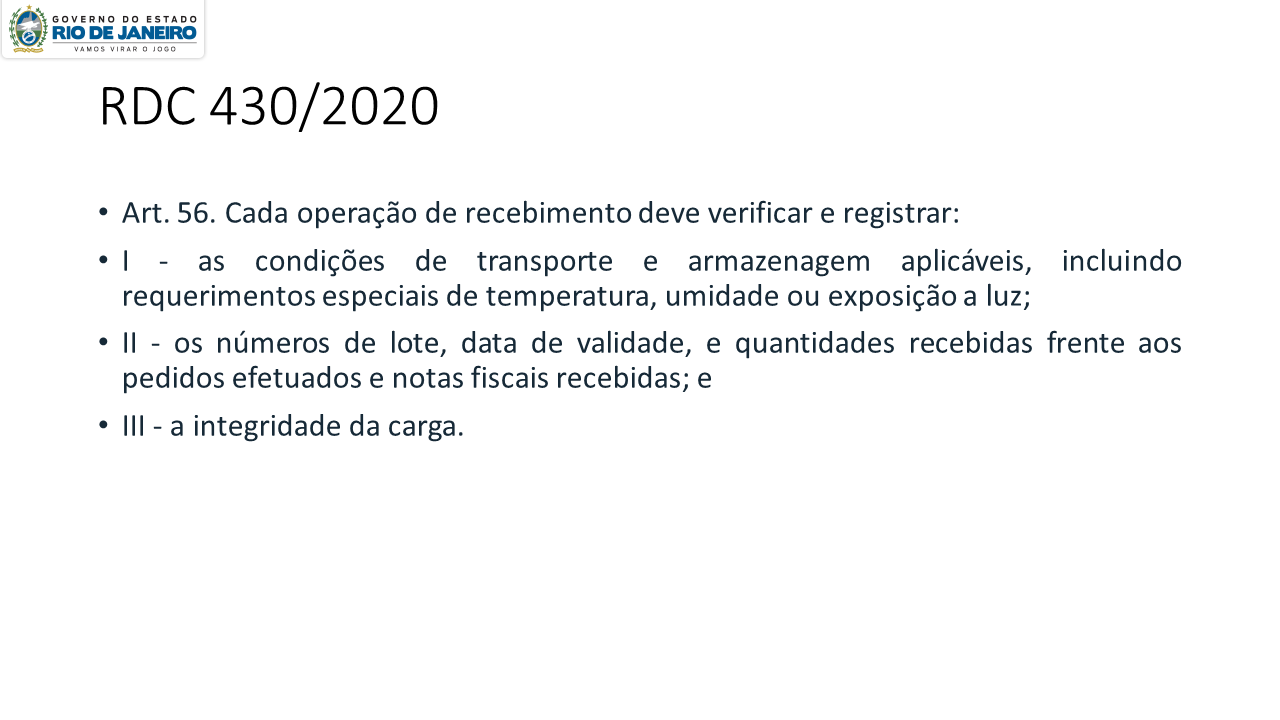 GOVERNO DO ESTADO
RIO DE JANEIRO
VAMOS VIRAR O JOGO
RDC 430/2020
• Art. 56. Cada operação de recebimento deve verificar e registrar:
• I - as condições de transporte e armazenagem aplicáveis, incluindo
requerimentos especiais de temperatura, umidade ou exposição a luz;
• II - os números de lote, data de validade, e quantidades recebidas frente aos
pedidos efetuados e notas fiscais recebidas; e
• III - a integridade da carga.